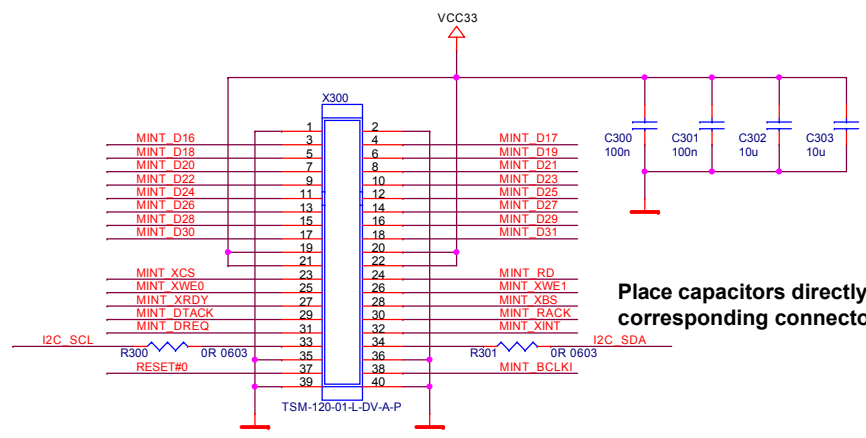 VCC33
X300
1 2
MINT_D16 3 4 MINT_D17
MINT_D18 5 6 MINT_D19
MINT_D20 7 8 MINT_D21
MINT_D22 9 10 MINT_D23
MINT_D24 11 12 MINT_D25
MINT_D26 13 14 MINT_D27
MINT_D28 15 16 MINT_D29
MINT_D30 17 18 MINT_D31
19 20
21 22
MINT_XCS 23 24 MINT_RD
MINT_XWE0 25 26 MINT_XWE1
MINT_XRDY 27 28 MINT_XBS
MINT_DTACK 29 30 MINT_RACK
MINT_DREQ 31 32 MINT_XINT
I2C_SCL R300 0R 0603 33 34 R301 0R 0603 I2C_SDA
35 36
RESET#0 37 38 MINT_BCLKI
39 40
TSM-120-01-L-DV-A-P
C300 C301 C302 C303
100n 100n 10u 10u
Place capacitors directly
corresponding connecto